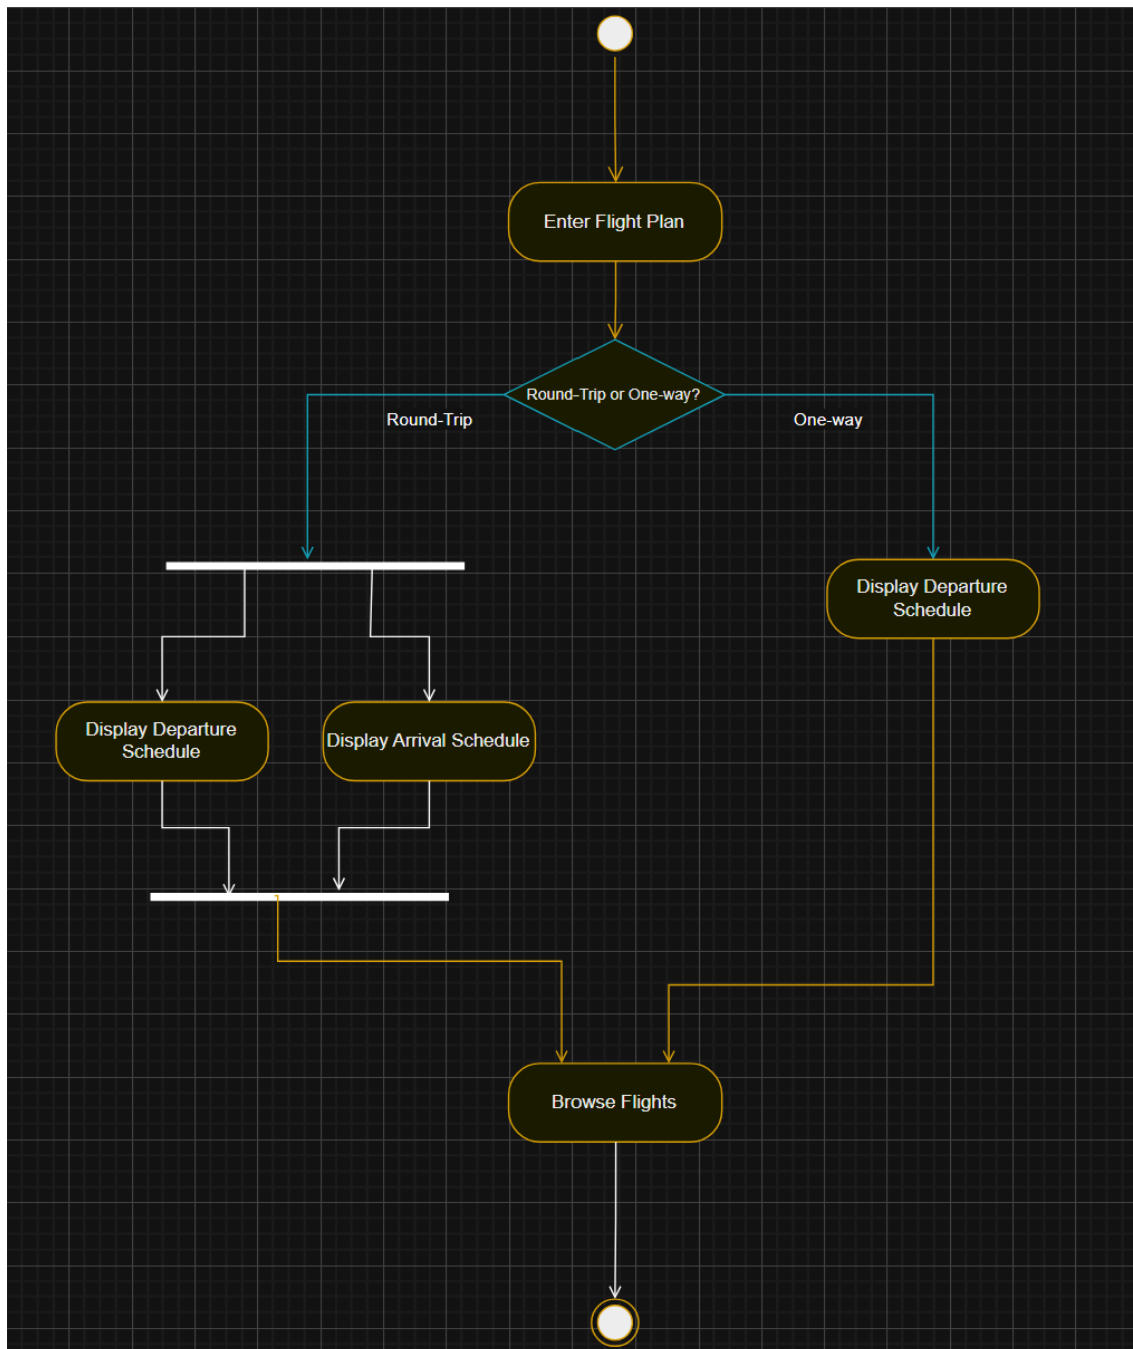 Enter Flight Plan
Round-Trip or One-way?
Round-Trip
One-way
Display Departure
Schedule
Display Departure
Schedule
Display Arrival Schedule
Browse Flights